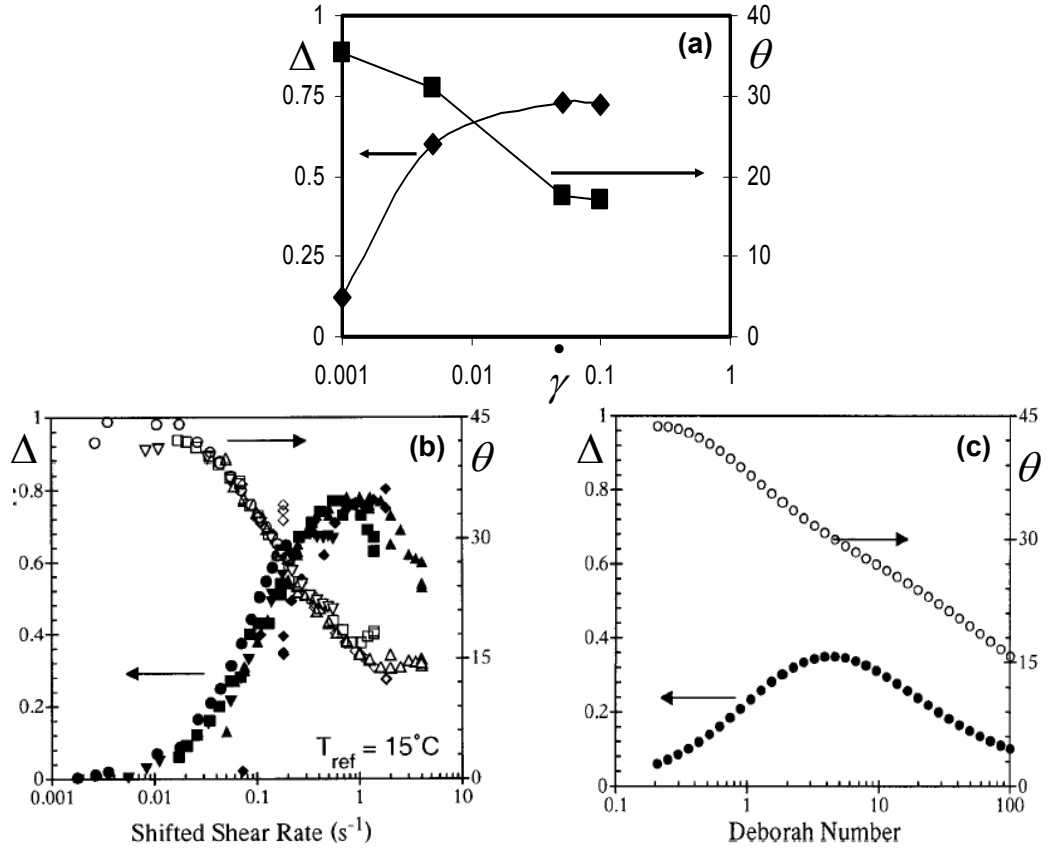 1 40
Δ (a) θ
0.75 30
0.5 20
0.25 10
0 0
0.001 0.01 0.1 1
γ̇
1 45
Δ (b) θ
0.8
30
0.6
0.4
15
0.2
T_ref = 15°C
0 0
0.001 0.01 0.1 1 10
Shifted Shear Rate (s⁻¹)
1 45
Δ (c) θ
0.8
30
0.6
0.4
15
0.2
0 0
0.1 1 10 100
Deborah Number